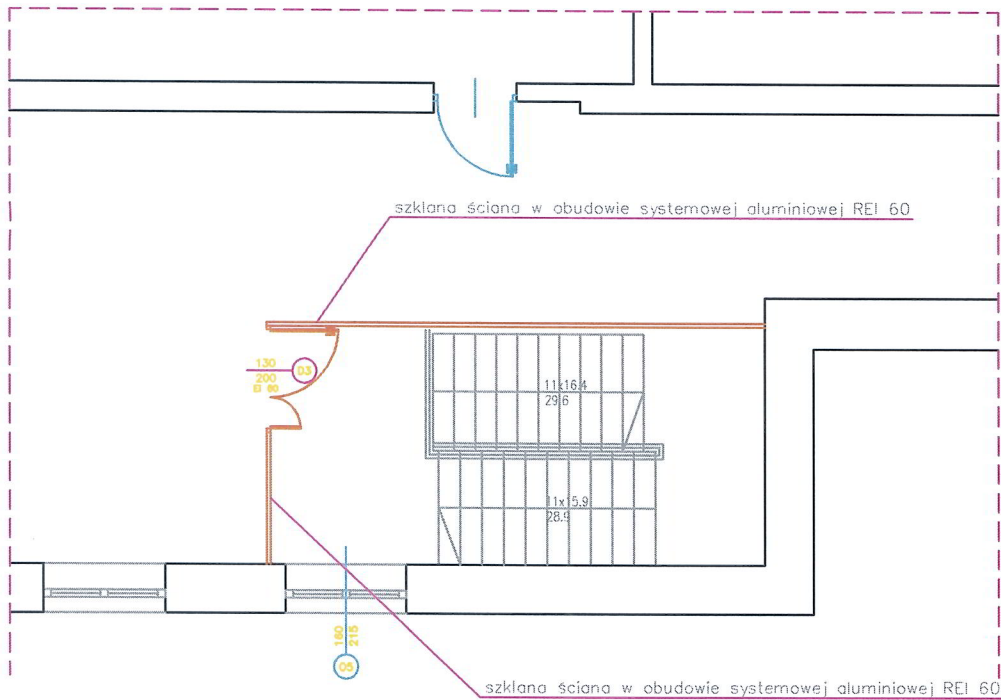 szklana ściana w obudowie systemowej aluminiowej REI 60
130
200
EI 60
D3
11x16.4
29.6
11x15.9
28.9
160
215
O5
szklana ściana w obudowie systemowej aluminiowej REI 60